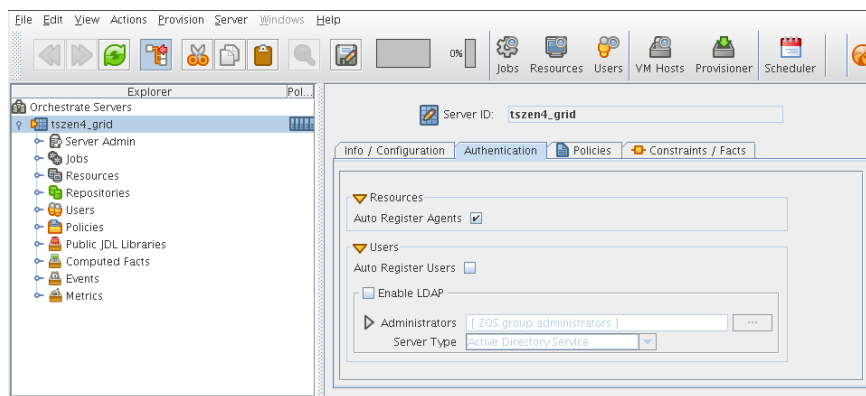 File Edit View Actions Provision Server Windows Help
0%
Jobs Resources Users VM Hosts Provisioner Scheduler
Explorer Pol...
Orchestrate Servers
tszen4_grid
Server Admin
Jobs
Resources
Repositories
Users
Policies
Public JDL Libraries
Computed Facts
Events
Metrics
Server ID: tszen4_grid
Info / Configuration Authentication Policies Constraints / Facts
Resources
Auto Register Agents
Users
Auto Register Users
Enable LDAP
Administrators [ ZOS:group:administrators ] ...
Server Type Active Directory Service